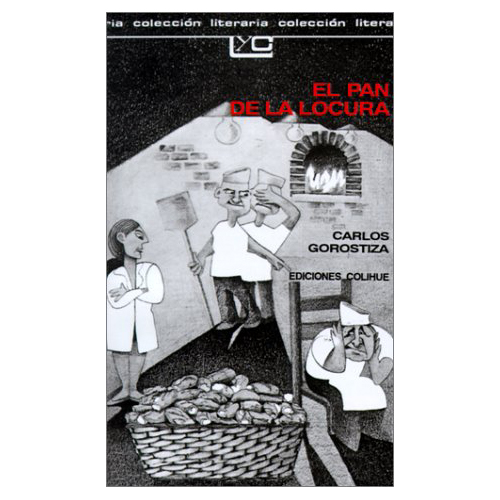 ria colección literaria colección litera
LYC
EL PAN
DE LA LOCURA
CARLOS
GOROSTIZA
EDICIONES COLIHUE